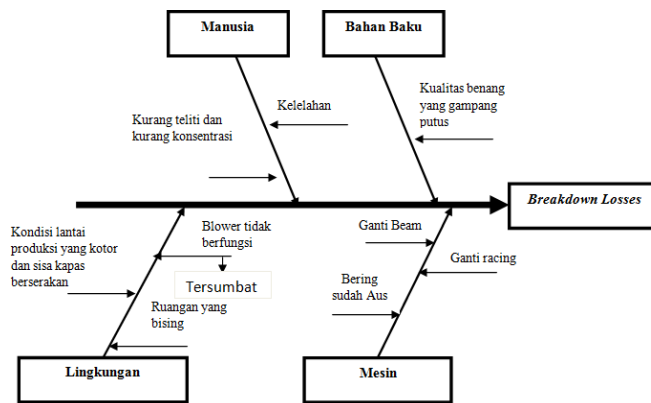 Manusia
Bahan Baku
Kurang teliti dan
kurang konsentrasi
Kelelahan
Kualitas benang
yang gampang
putus
Breakdown Losses
Kondisi lantai
produksi yang kotor
dan sisa kapas
berserakan
Blower tidak
berfungsi
Tersumbat
Ruangan yang
bising
Ganti Beam
Ganti racing
Bering
sudah Aus
Lingkungan
Mesin